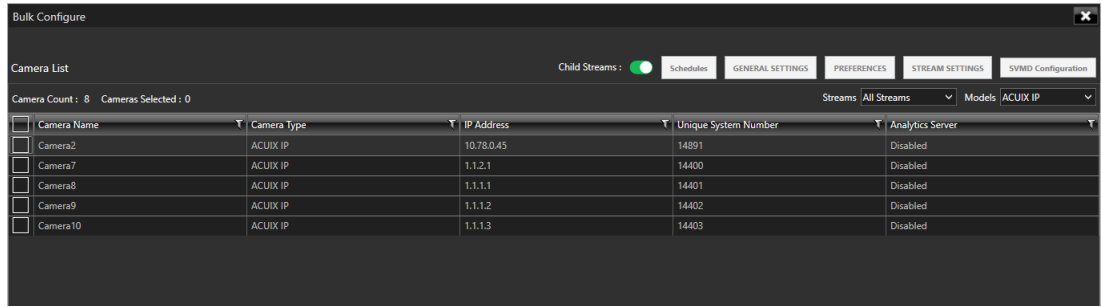 Bulk Configure
Camera List
Child Streams :
Schedules
GENERAL SETTINGS
PREFERENCES
STREAM SETTINGS
SVMD Configuration
Camera Count : 8 Cameras Selected : 0
Streams All Streams
Models ACUIX IP
Camera Name Camera Type IP Address Unique System Number Analytics Server
Camera2 ACUIX IP 10.78.0.45 14891 Disabled
Camera7 ACUIX IP 1.1.2.1 14400 Disabled
Camera8 ACUIX IP 1.1.1.1 14401 Disabled
Camera9 ACUIX IP 1.1.1.2 14402 Disabled
Camera10 ACUIX IP 1.1.1.3 14403 Disabled